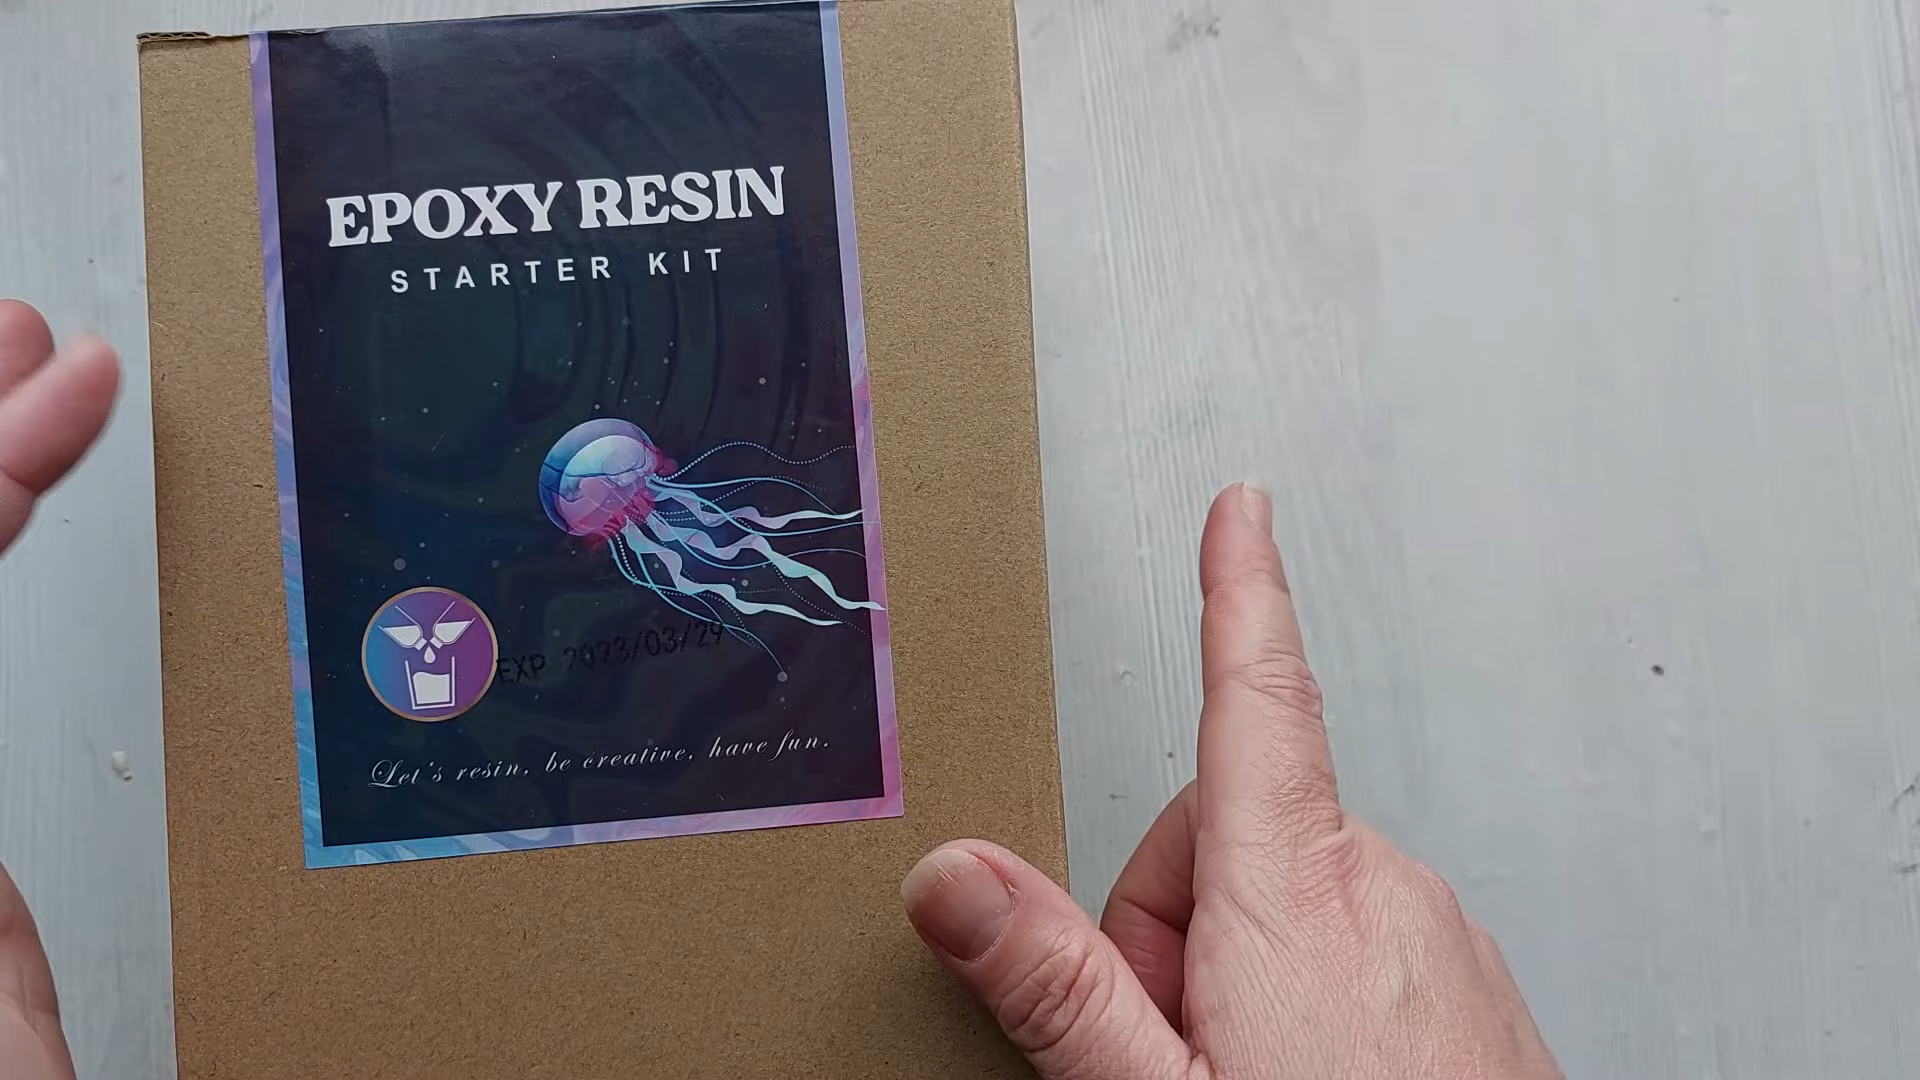 EPOXY RESIN
STARTER KIT
EXP 2023/03/29
Let's resin, be creative, have fun.